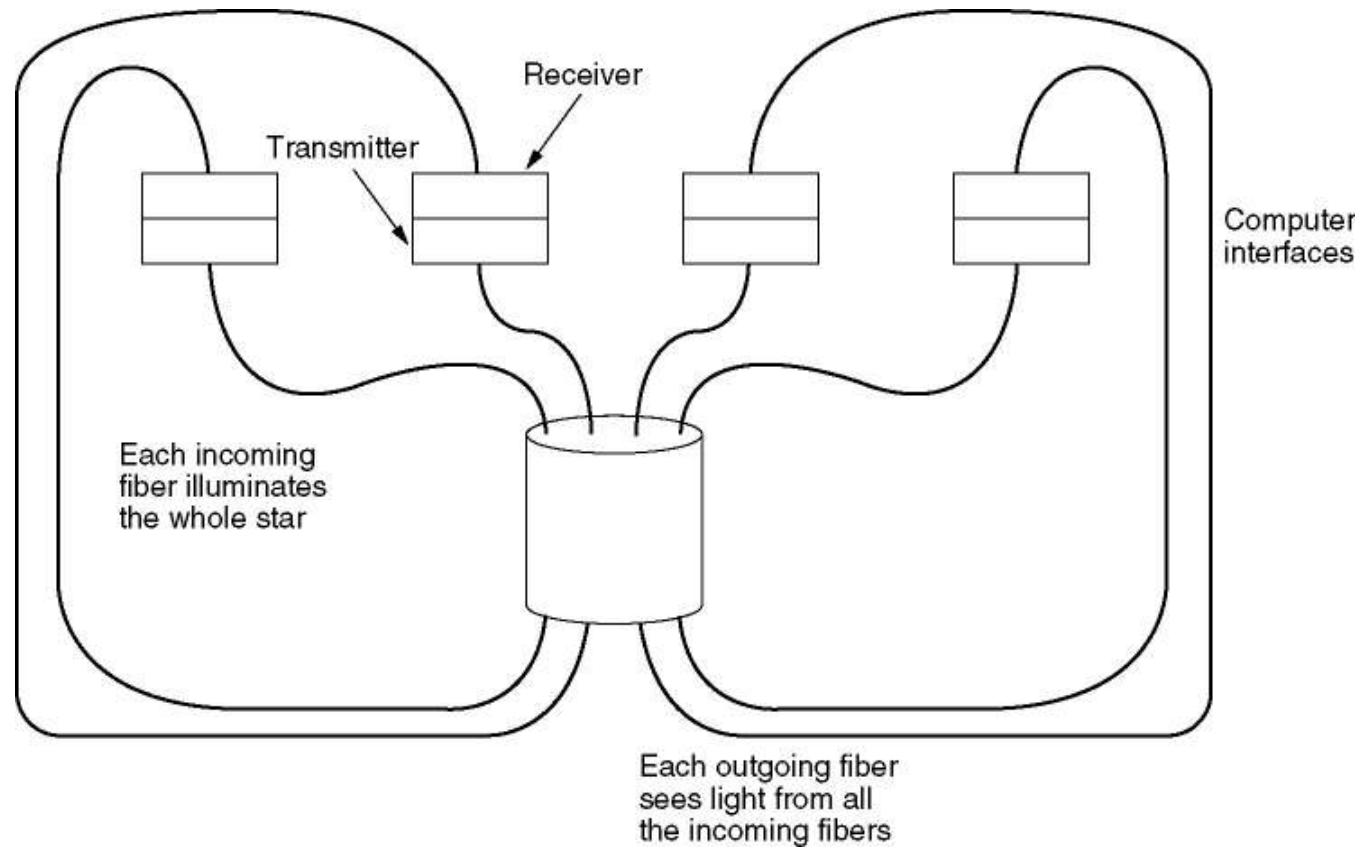 Receiver
Transmitter
Computer
interfaces
Each incoming
fiber illuminates
the whole star
Each outgoing fiber
sees light from all
the incoming fibers